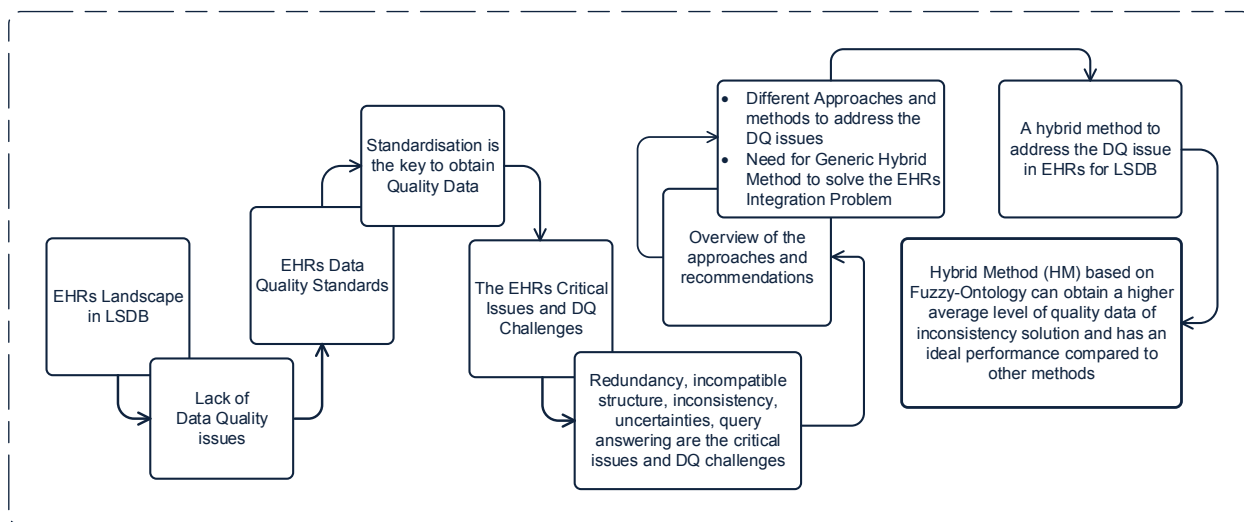 EHRs Landscape
in LSDB
Lack of
Data Quality
issues
EHRs Data
Quality Standards
Standardisation is
the key to obtain
Quality Data
The EHRs Critical
Issues and DQ
Challenges
Redundancy, incompatible
structure, inconsistency,
uncertainties, query
answering are the critical
issues and DQ challenges
Overview of the
approaches and
recommendations
• Different Approaches and
methods to address the
DQ issues
• Need for Generic Hybrid
Method to solve the EHRs
Integration Problem
A hybrid method to
address the DQ issue
in EHRs for LSDB
Hybrid Method (HM) based on
Fuzzy-Ontology can obtain a higher
average level of quality data of
inconsistency solution and has an
ideal performance compared to
other methods